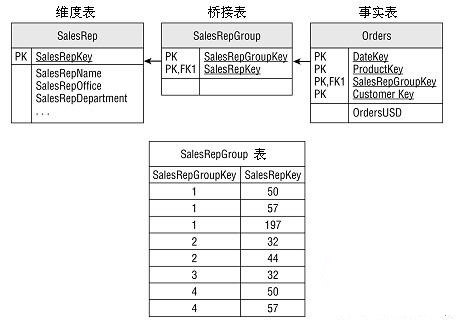 维度表
桥接表
事实表
SalesRep
PK SalesRepKey
SalesRepName
SalesRepOffice
SalesRepDepartment
...
SalesRepGroup
PK SalesRepGroupKey
PK,FK1 SalesRepKey
Orders
PK DateKey
PK ProductKey
PK,FK1 SalesRepGroupKey
PK Customer Key
OrdersUSD
SalesRepGroup 表
SalesRepGroupKey SalesRepKey
1 50
1 57
1 197
2 32
2 44
3 32
4 50
4 57